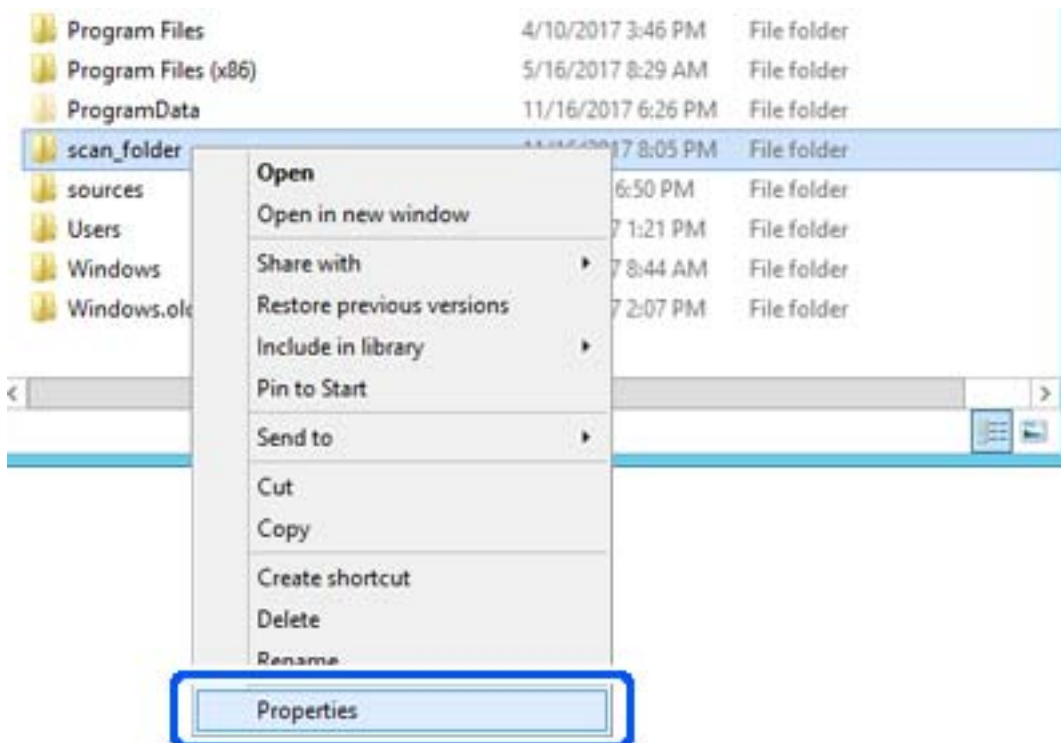 Program Files 4/10/2017 3:46 PM File folder
Program Files (x86) 5/16/2017 8:29 AM File folder
ProgramData 11/16/2017 6:26 PM File folder
scan_folder 7 8:05 PM File folder
sources 6:50 PM File folder
Users 7 1:21 PM File folder
Windows 7 8:44 AM File folder
Windows.old 7 2:07 PM File folder
Open
Open in new window
Share with
Restore previous versions
Include in library
Pin to Start
Send to
Cut
Copy
Create shortcut
Delete
Rename
Properties